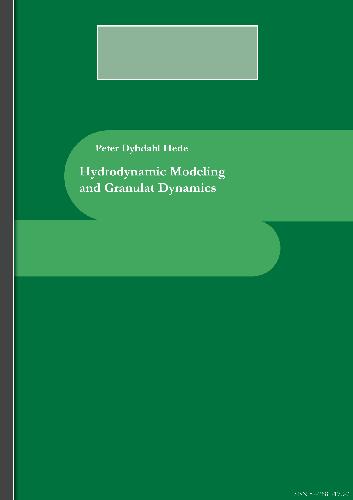 Peter Dybdahl Hede
Hydrodynamic Modeling
and Granulat Dynamics